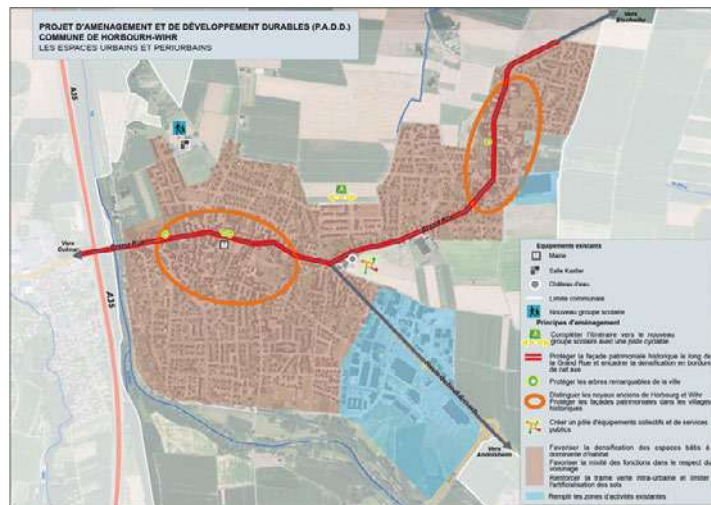 PROJET D'AMENAGEMENT ET DE DÉVELOPPEMENT DURABLES (P.A.D.D.)
COMMUNE DE HORBOURH-WIHR
LES ESPACES URBAINS ET PERIURBAINS
Vers
A35
Vers
Colmar
Grand Rue
Grand Rue
A35
Vers
Andolsheim
Equipements existants
Mairie
Salle Kastler
Château d'eau
Limite communale
Nouveau groupe scolaire
Principes d'aménagement
Compléter l'itinéraire vers le nouveau
groupe scolaire avec une piste cyclable
Protéger la façade patrimoniale historique le long de
la Grand Rue et encadrer la densification en bordure
de cet axe
Protéger les arbres remarquables de la ville
Distinguer les noyaux anciens de Horbourg et Wihr
Protéger les façades patrimoniales dans les villages
historiques
Créer un pôle d'équipements collectifs et de services
publics
Favoriser la densification des espaces bâtis à
dominante d'habitat
Favoriser la mixité des fonctions dans le respect du
voisinage
Renforcer la trame verte intra-urbaine et limiter
l'artificialisation des sols
Remplir les zones d'activités existantes